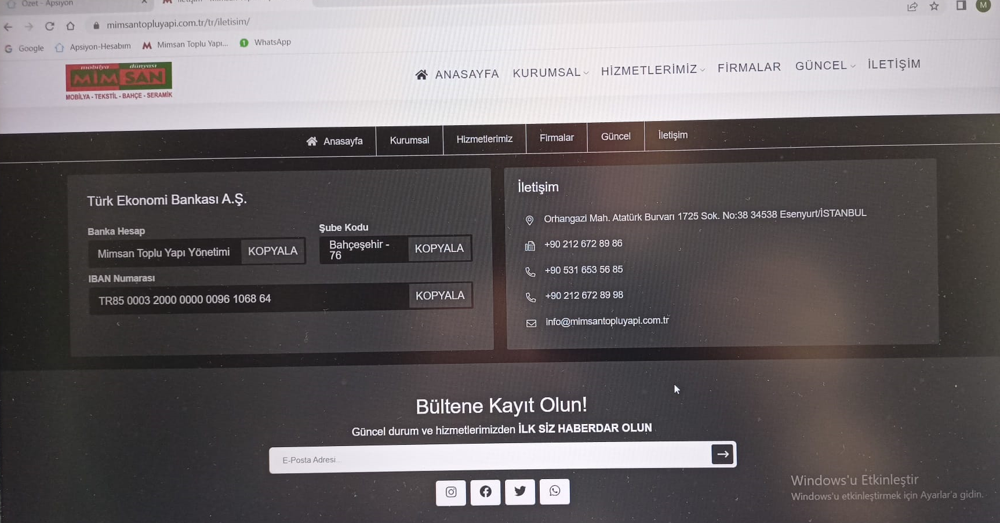 Özet - Apsiyon
mimsantopluyapi.com.tr/tr/iletisim/
M
Google
Apsiyon-Hesabım
Mimsan Toplu Yapı...
1
WhatsApp
mobilya dünyası
MİMSAN
MOBİLYA - TEKSTİL - BAHÇE - SERAMİK
ANASAYFA KURUMSAL HİZMETLERİMİZ FİRMALAR GÜNCEL İLETİŞİM
Anasayfa Kurumsal Hizmetlerimiz Firmalar Güncel İletişim
Türk Ekonomi Bankası A.Ş.
Banka Hesap
Mimsan Toplu Yapı Yönetimi KOPYALA
Şube Kodu
Bahçeşehir -
76
KOPYALA
IBAN Numarası
TR85 0003 2000 0000 0096 1068 64 KOPYALA
İletişim
Orhangazi Mah. Atatürk Burvarı 1725 Sok. No:38 34538 Esenyurt/İSTANBUL
+90 212 672 89 86
+90 531 653 56 85
+90 212 672 89 98
info@mimsantopluyapi.com.tr
Bültene Kayıt Olun!
Güncel durum ve hizmetlerimizden İLK SİZ HABERDAR OLUN
E-Posta Adresi...
Windows'u Etkinleştir
Windows'u etkinleştirmek için Ayarlar'a gidin.